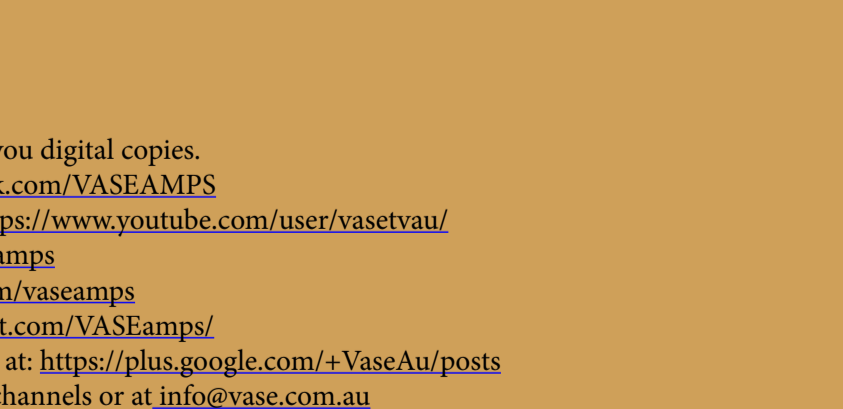 you digital copies.
k.com/VASEAMPS
ps://www.youtube.com/user/vasetvau/
amps
m/vaseamps
t.com/VASEamps/
at: https://plus.google.com/+VaseAu/posts
channels or at info@vase.com.au